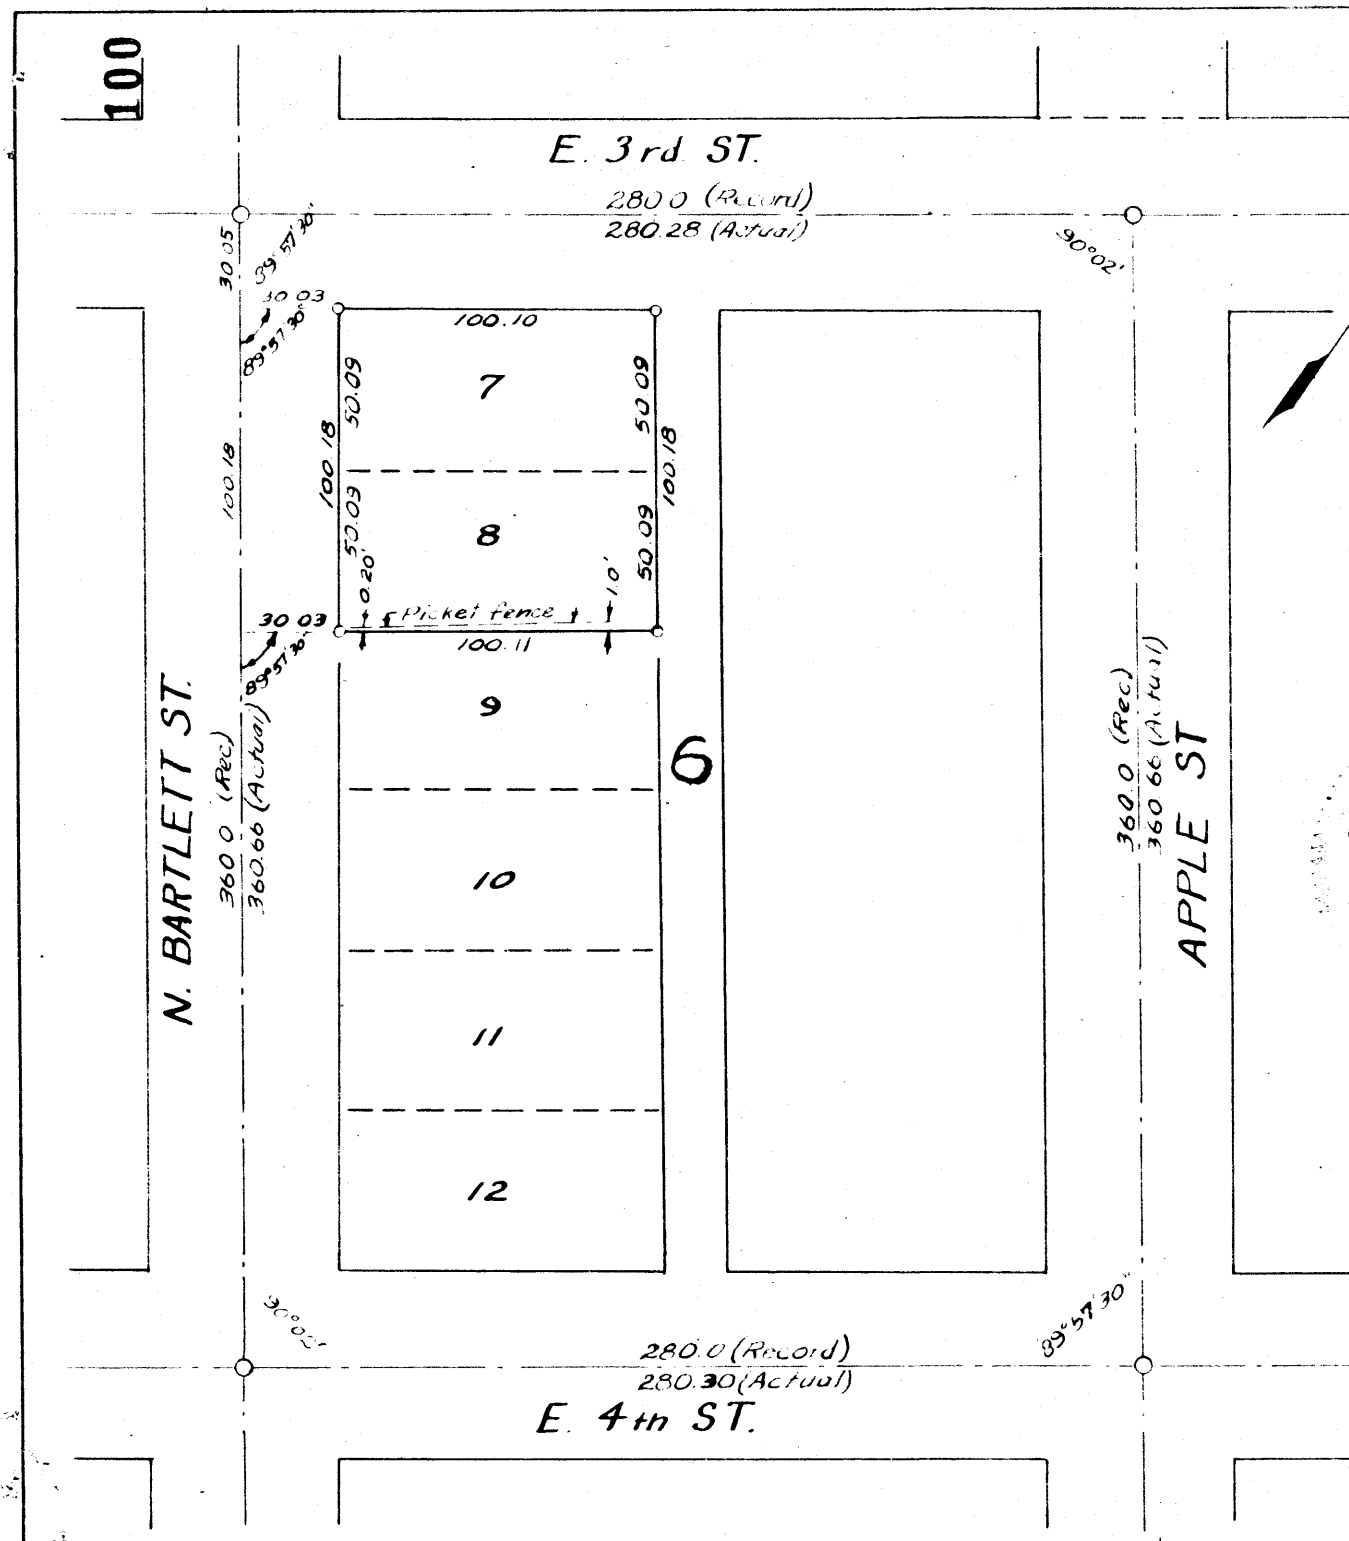 100
E. 3rd ST.
280.0 (Record)
280.28 (Actual)
30.05
89°57'30"
90°02'
30.03
89°57'30"
100.10
7
50.09
50.09
100.18
100.18
100.18
8
50.09
50.09
0.20'
1.0'
Picket fence
30.03
89°57'30"
100.11
9
6
N. BARTLETT ST.
360.0 (Rec)
360.66 (Actual)
360.0 (Rec)
360.66 (Actual)
APPLE ST
10
11
12
90°02'
89°57'30"
280.0 (Record)
280.30 (Actual)
E. 4th ST.